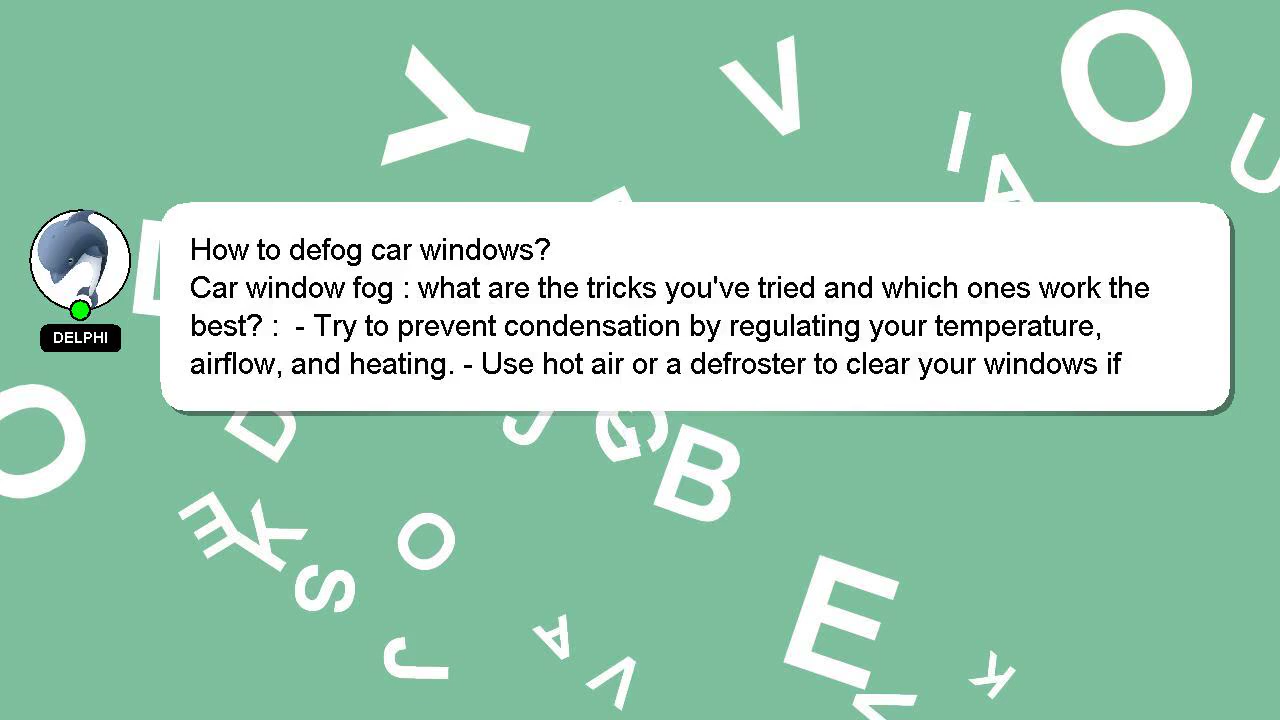 Y
V
O
I
U
A
DELPHI
How to defog car windows?
Car window fog : what are the tricks you've tried and which ones work the
best? :  - Try to prevent condensation by regulating your temperature,
airflow, and heating. - Use hot air or a defroster to clear your windows if
O
D
J
G
B
E
K
O
S
E
J
A
V
K
V